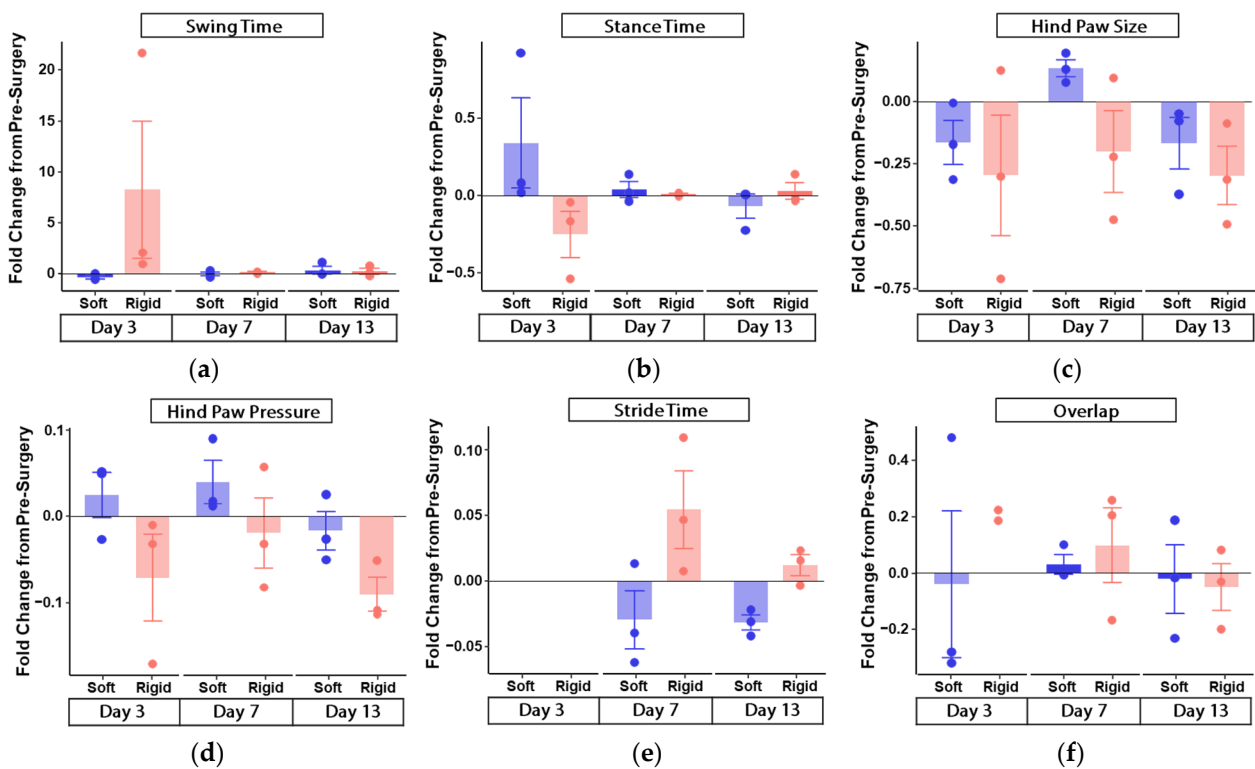 Swing Time
Fold Change from Pre-Surgery
20
15
10
5
0
Soft Rigid Soft Rigid Soft Rigid
Day 3 Day 7 Day 13
(a)
Stance Time
Fold Change from Pre-Surgery
0.5
0.0
−0.5
Soft Rigid Soft Rigid Soft Rigid
Day 3 Day 7 Day 13
(b)
Hind Paw Size
Fold Change from Pre-Surgery
0.00
−0.25
−0.50
−0.75
Soft Rigid Soft Rigid Soft Rigid
Day 3 Day 7 Day 13
(c)
Hind Paw Pressure
Fold Change from Pre-Surgery
0.1
0.0
−0.1
Soft Rigid Soft Rigid Soft Rigid
Day 3 Day 7 Day 13
(d)
Stride Time
Fold Change from Pre-Surgery
0.10
0.05
0.00
−0.05
Soft Rigid Soft Rigid Soft Rigid
Day 3 Day 7 Day 13
(e)
Overlap
Fold Change from Pre-Surgery
0.4
0.2
0.0
−0.2
Soft Rigid Soft Rigid Soft Rigid
Day 3 Day 7 Day 13
(f)